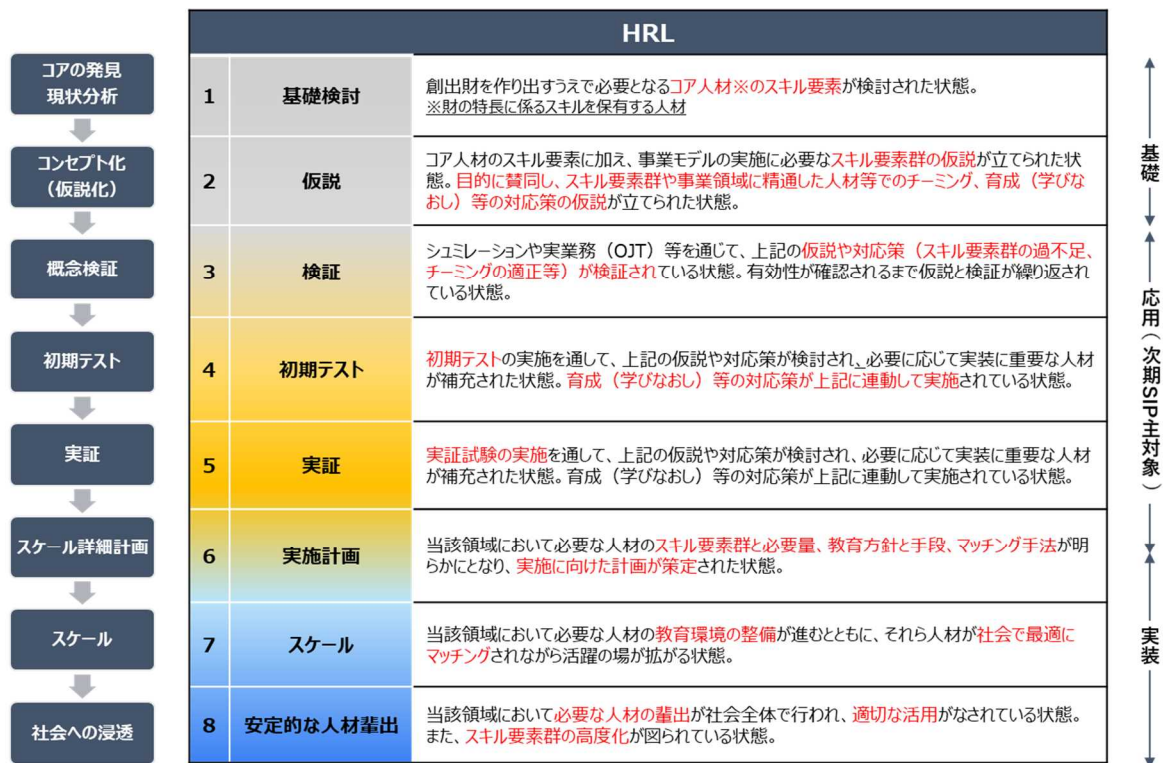 HRL
コアの発見
現状分析
コンセプト化
(仮説化)
概念検証
初期テスト
実証
スケール詳細計画
スケール
社会への浸透
1
基礎検討
創出財を作り出すうえで必要となるコア人材※のスキル要素が検討された状態。
※財の特長に係るスキルを保有する人材
2
仮説
コア人材のスキル要素に加え、事業モデルの実施に必要なスキル要素群の仮説が立てられた状
態。目的に賛同し、スキル要素群や事業領域に精通した人材等でのチーミング、育成(学びな
おし)等の対応策の仮説が立てられた状態。
3
検証
シュミレーションや実業務(OJT)等を通じて、上記の仮説や対応策(スキル要素群の過不足、
チーミングの適正等)が検証されている状態。有効性が確認されるまで仮説と検証が繰り返され
ている状態。
4
初期テスト
初期テストの実施を通して、上記の仮説や対応策が検討され、必要に応じて実装に重要な人材
が補充された状態。育成(学びなおし)等の対応策が上記に連動して実施されている状態。
5
実証
実証試験の実施を通して、上記の仮説や対応策が検討され、必要に応じて実装に重要な人材
が補充された状態。育成(学びなおし)等の対応策が上記に連動して実施されている状態。
6
実施計画
当該領域において必要な人材のスキル要素群と必要量、教育方針と手段、マッチング手法が明
らかにとなり、実施に向けた計画が策定された状態。
7
スケール
当該領域において必要な人材の教育環境の整備が進むとともに、それら人材が社会で最適に
マッチングされながら活躍の場が拡がる状態。
8
安定的な人材輩出
当該領域において必要な人材の輩出が社会全体で行われ、適切な活用がなされている状態。
また、スキル要素群の高度化が図られている状態。
基礎
応用(次期SIP主対象)
実装